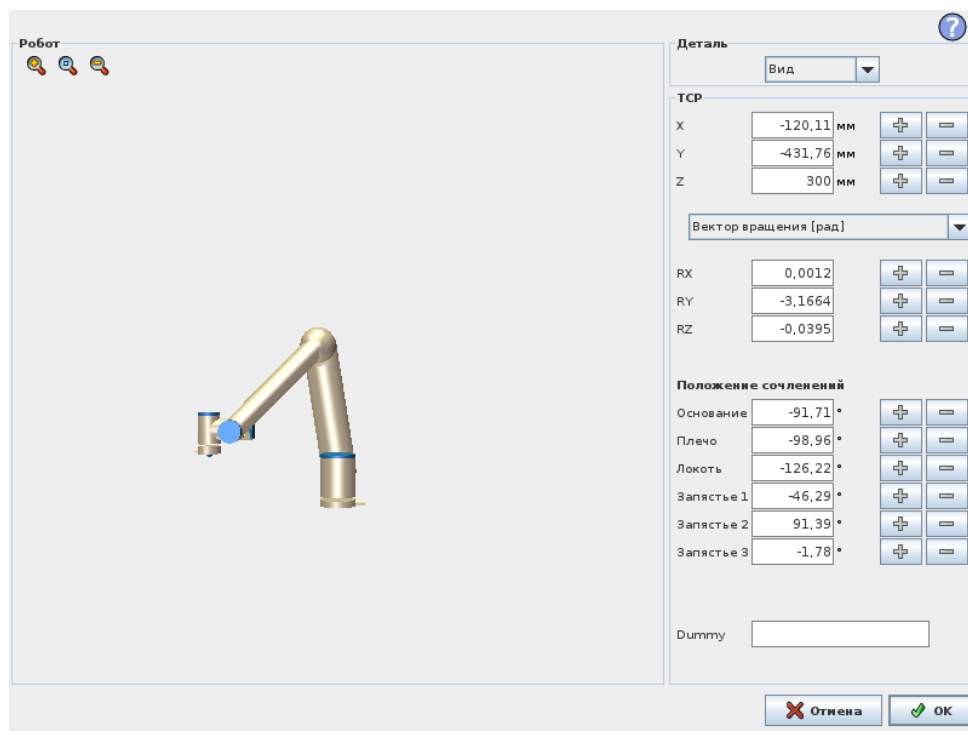 ?
Робот
Деталь
Вид
TCP
X -120,11 мм
Y -431,76 мм
Z 300 мм
Вектор вращения [рад]
RX 0,0012
RY -3,1664
RZ -0,0395
Положение сочленений
Основание -91,71 °
Плечо -98,96 °
Локоть -126,22 °
Запястье 1 -46,29 °
Запястье 2 91,39 °
Запястье 3 -1,78 °
Dummy
Отмена OK